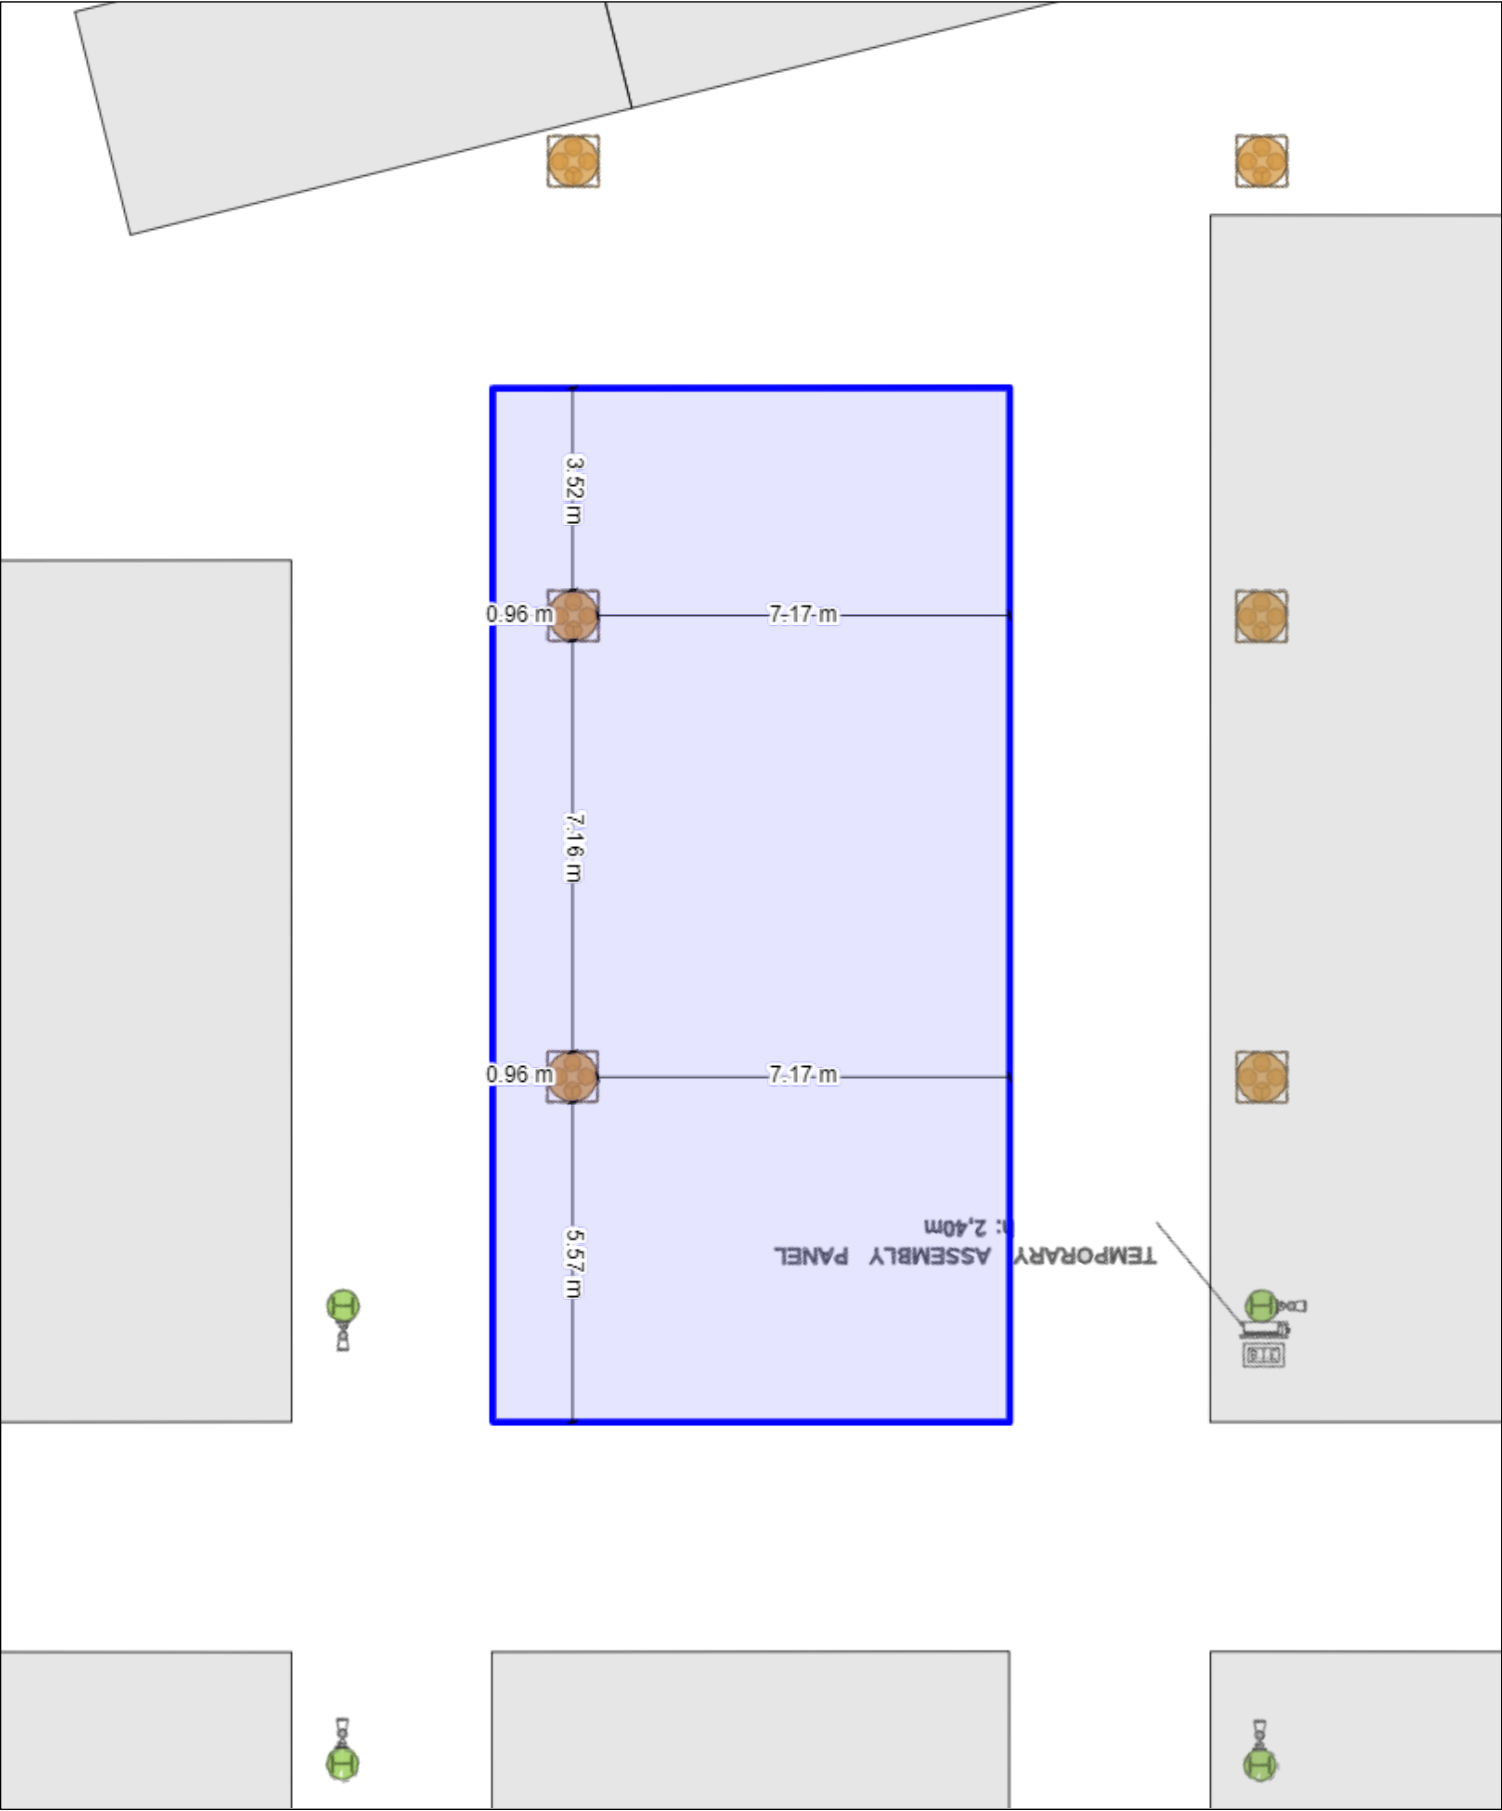 3.52 m
0.96 m
7.17 m
7.16 m
0.96 m
7.17 m
5.57 m
TEMPORARY ASSEMBLY PANEL
h: 2,40m
H
H
H
H